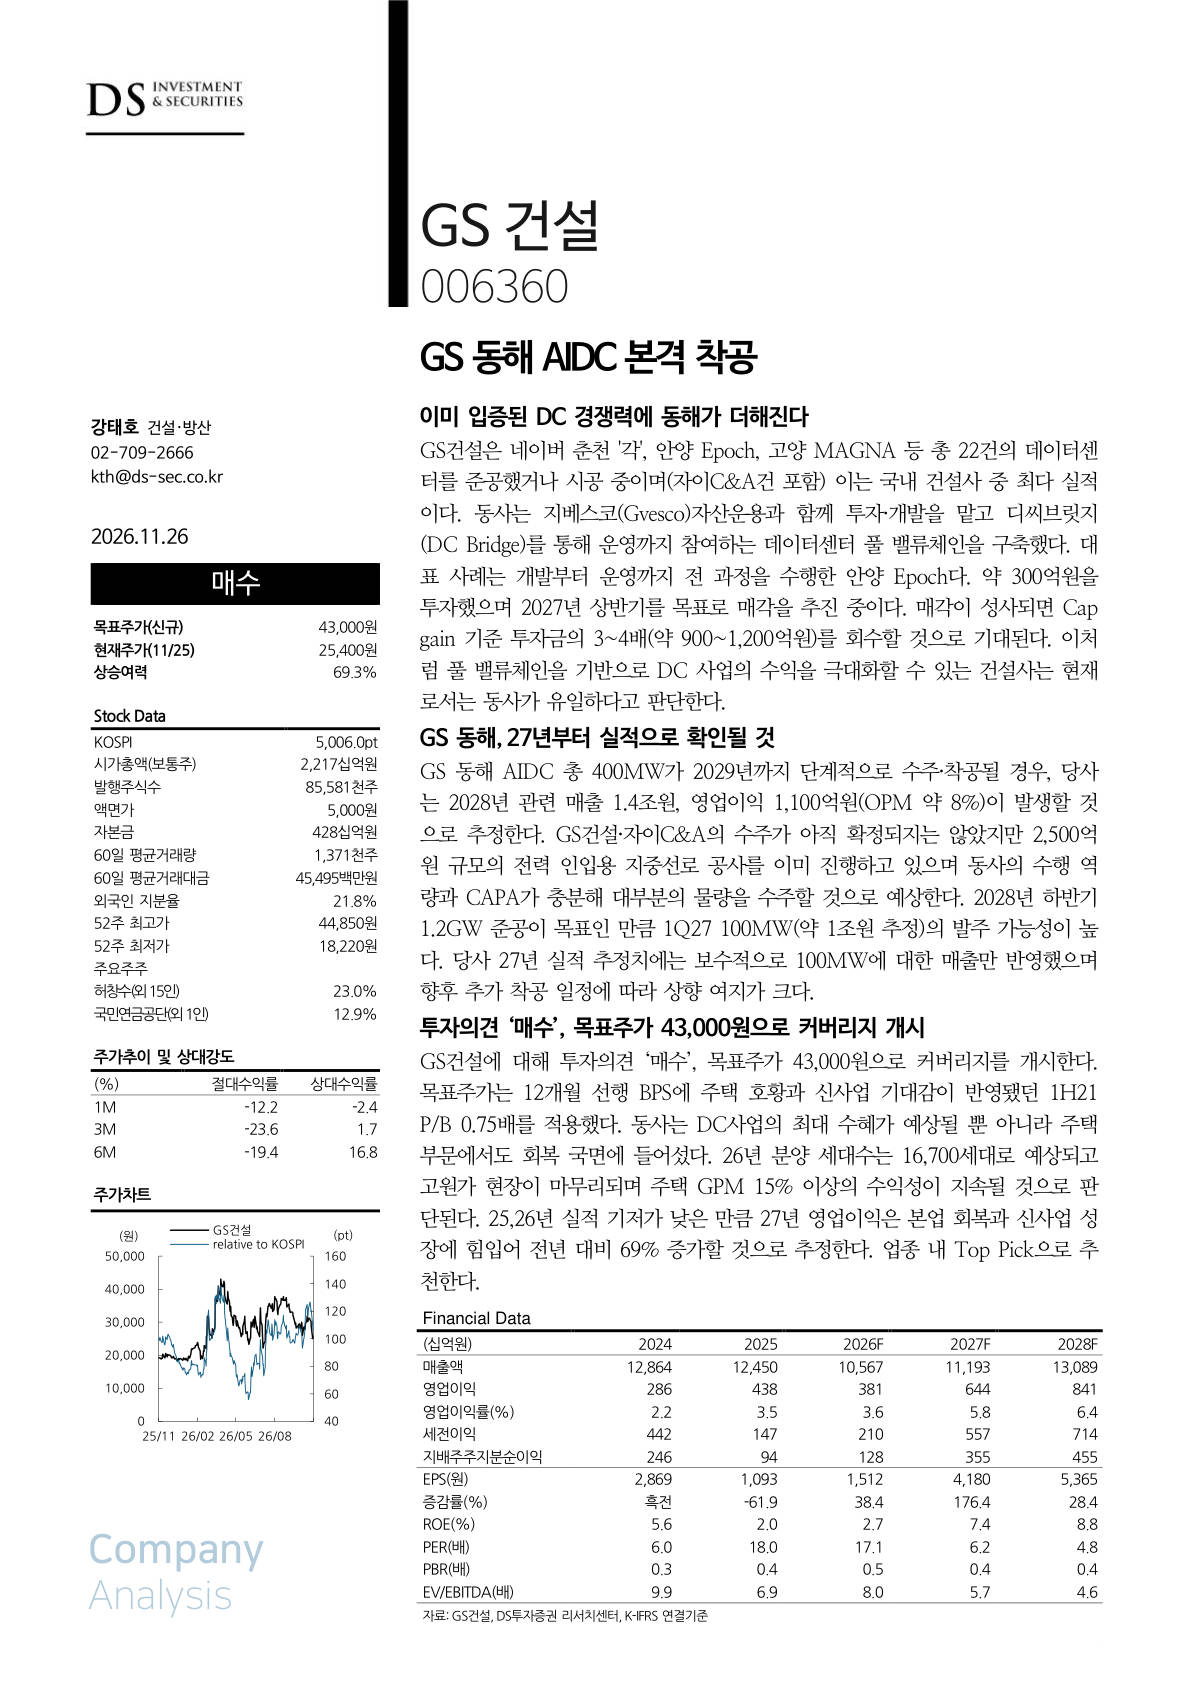 DS INVESTMENT
& SECURITIES
GS 건설
006360
GS 동해 AIDC 본격 착공
강태호 건설·방산
02-709-2666
kth@ds-sec.co.kr
2026.11.26
매수
목표주가(신규) 43,000원
현재주가(11/25) 25,400원
상승여력 69.3%
Stock Data
KOSPI 5,006.0pt
시가총액(보통주) 2,217십억원
발행주식수 85,581천주
액면가 5,000원
자본금 428십억원
60일 평균거래량 1,371천주
60일 평균거래대금 45,495백만원
외국인 지분율 21.8%
52주 최고가 44,850원
52주 최저가 18,220원
주요주주
허창수(외 15인) 23.0%
국민연금공단(외 1인) 12.9%
주가추이 및 상대강도
(%) 절대수익률 상대수익률
1M -12.2 -2.4
3M -23.6 1.7
6M -19.4 16.8
주가차트
(원) GS건설 (pt)
relative to KOSPI
50,000 160
40,000 140
30,000 120
20,000 100
10,000 80
0 60
40
25/11 26/02 26/05 26/08
Company
Analysis
이미 입증된 DC 경쟁력에 동해가 더해진다
GS건설은 네이버 춘천 '각', 안양 Epoch, 고양 MAGNA 등 총 22건의 데이터센
터를 준공했거나 시공 중이며(자이C&A건 포함) 이는 국내 건설사 중 최다 실적
이다. 동사는 지베스코(Gvesco)자산운용과 함께 투자·개발을 맡고 디씨브릿지
(DC Bridge)를 통해 운영까지 참여하는 데이터센터 풀 밸류체인을 구축했다. 대
표 사례는 개발부터 운영까지 전 과정을 수행한 안양 Epoch다. 약 300억원을
투자했으며 2027년 상반기를 목표로 매각을 추진 중이다. 매각이 성사되면 Cap
gain 기준 투자금의 3~4배(약 900~1,200억원)를 회수할 것으로 기대된다. 이처
럼 풀 밸류체인을 기반으로 DC 사업의 수익을 극대화할 수 있는 건설사는 현재
로서는 동사가 유일하다고 판단한다.
GS 동해, 27년부터 실적으로 확인될 것
GS 동해 AIDC 총 400MW가 2029년까지 단계적으로 수주·착공될 경우, 당사
는 2028년 관련 매출 1.4조원, 영업이익 1,100억원(OPM 약 8%)이 발생할 것
으로 추정한다. GS건설·자이C&A의 수주가 아직 확정되지는 않았지만 2,500억
원 규모의 전력 인입용 지중선로 공사를 이미 진행하고 있으며 동사의 수행 역
량과 CAPA가 충분해 대부분의 물량을 수주할 것으로 예상한다. 2028년 하반기
1.2GW 준공이 목표인 만큼 1Q27 100MW(약 1조원 추정)의 발주 가능성이 높
다. 당사 27년 실적 추정치에는 보수적으로 100MW에 대한 매출만 반영했으며
향후 추가 착공 일정에 따라 상향 여지가 크다.
투자의견 ‘매수’, 목표주가 43,000원으로 커버리지 개시
GS건설에 대해 투자의견 ‘매수’, 목표주가 43,000원으로 커버리지를 개시한다.
목표주가는 12개월 선행 BPS에 주택 호황과 신사업 기대감이 반영됐던 1H21
P/B 0.75배를 적용했다. 동사는 DC사업의 최대 수혜가 예상될 뿐 아니라 주택
부문에서도 회복 국면에 들어섰다. 26년 분양 세대수는 16,700세대로 예상되고
고원가 현장이 마무리되며 주택 GPM 15% 이상의 수익성이 지속될 것으로 판
단된다. 25,26년 실적 기저가 낮은 만큼 27년 영업이익은 본업 회복과 신사업 성
장에 힘입어 전년 대비 69% 증가할 것으로 추정한다. 업종 내 Top Pick으로 추
천한다.
Financial Data
(십억원) 2024 2025 2026F 2027F 2028F
매출액 12,864 12,450 10,567 11,193 13,089
영업이익 286 438 381 644 841
영업이익률(%) 2.2 3.5 3.6 5.8 6.4
세전이익 442 147 210 557 714
지배주주지분순이익 246 94 128 355 455
EPS(원) 2,869 1,093 1,512 4,180 5,365
증감률(%) 흑전 -61.9 38.4 176.4 28.4
ROE(%) 5.6 2.0 2.7 7.4 8.8
PER(배) 6.0 18.0 17.1 6.2 4.8
PBR(배) 0.3 0.4 0.5 0.4 0.4
EV/EBITDA(배) 9.9 6.9 8.0 5.7 4.6
자료: GS건설, DS투자증권 리서치센터, K-IFRS 연결기준